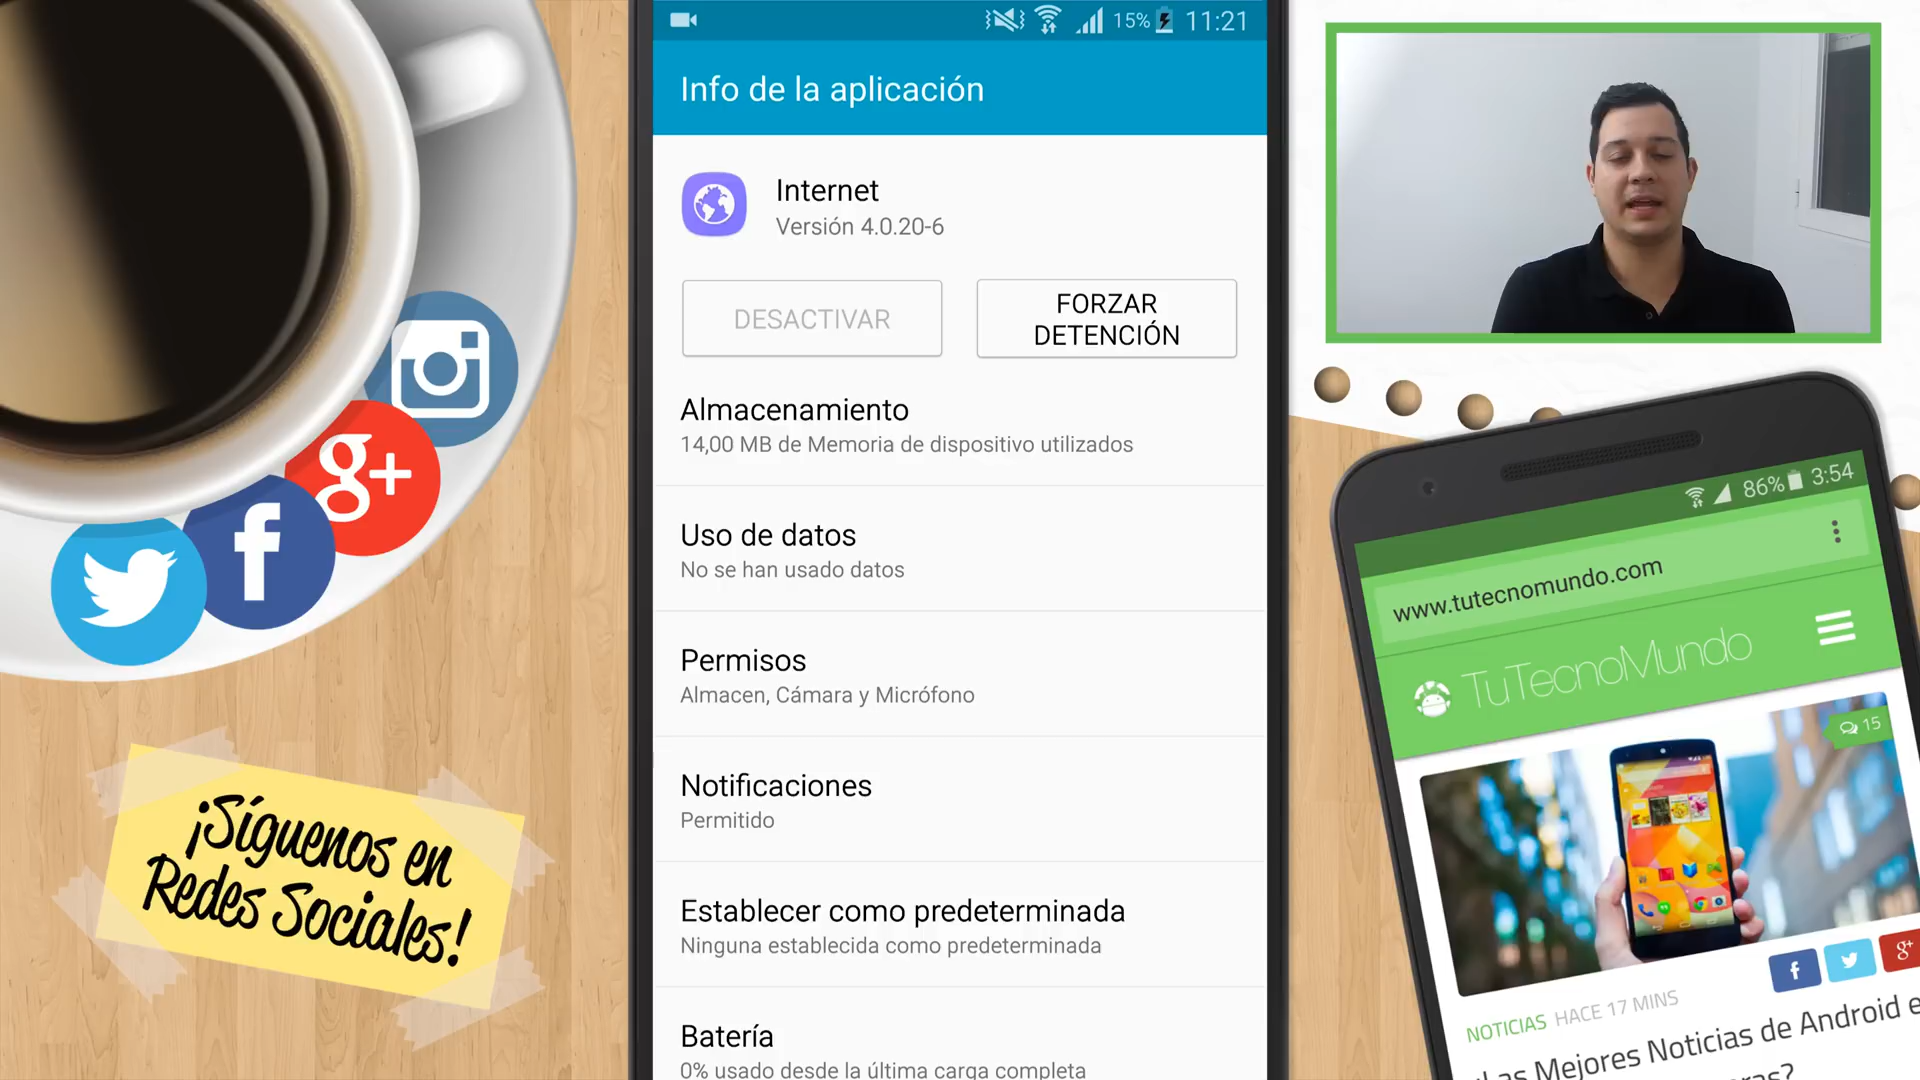 15% 11:21
Info de la aplicación
Internet
Versión 4.0.20-6
DESACTIVAR
FORZAR
DETENCIÓN
Almacenamiento
14,00 MB de Memoria de dispositivo utilizados
Uso de datos
No se han usado datos
Permisos
Almacen, Cámara y Micrófono
Notificaciones
Permitido
Establecer como predeterminada
Ninguna establecida como predeterminada
Batería
0% usado desde la última carga completa
g+
f
¡Síguenos en
Redes Sociales!
86% 3:54
www.tutecnomundo.com
TuTecnoMundo
15
f
g+
NOTICIAS HACE 17 MINS
¿Las Mejores Noticias de Android e